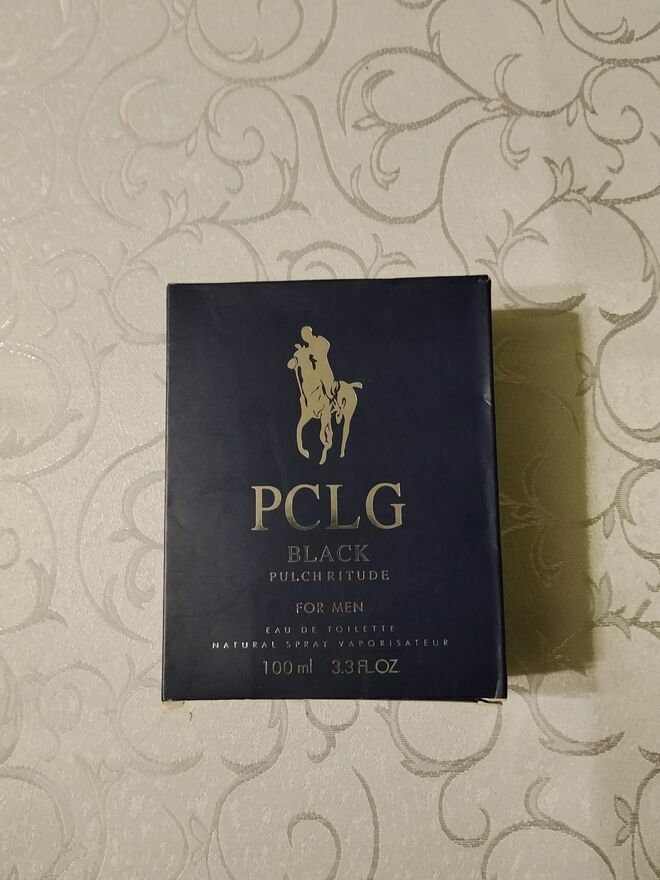 PCLG
BLACK
PULCHRITUDE
FOR MEN
EAU DE TOILETTE
NATURAL SPRAY VAPORISATEUR
100 ml 3.3 FL.OZ.